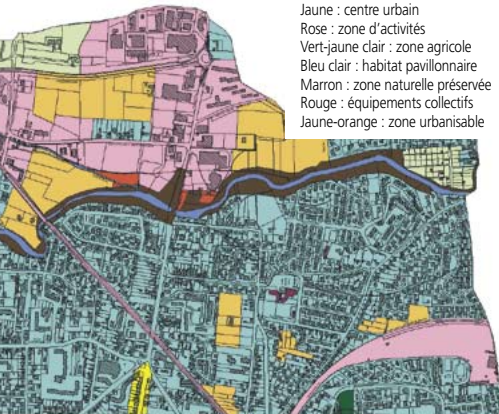 Jaune : centre urbain
Rose : zone d’activités
Vert-jaune clair : zone agricole
Bleu clair : habitat pavillonnaire
Marron : zone naturelle préservée
Rouge : équipements collectifs
Jaune-orange : zone urbanisable